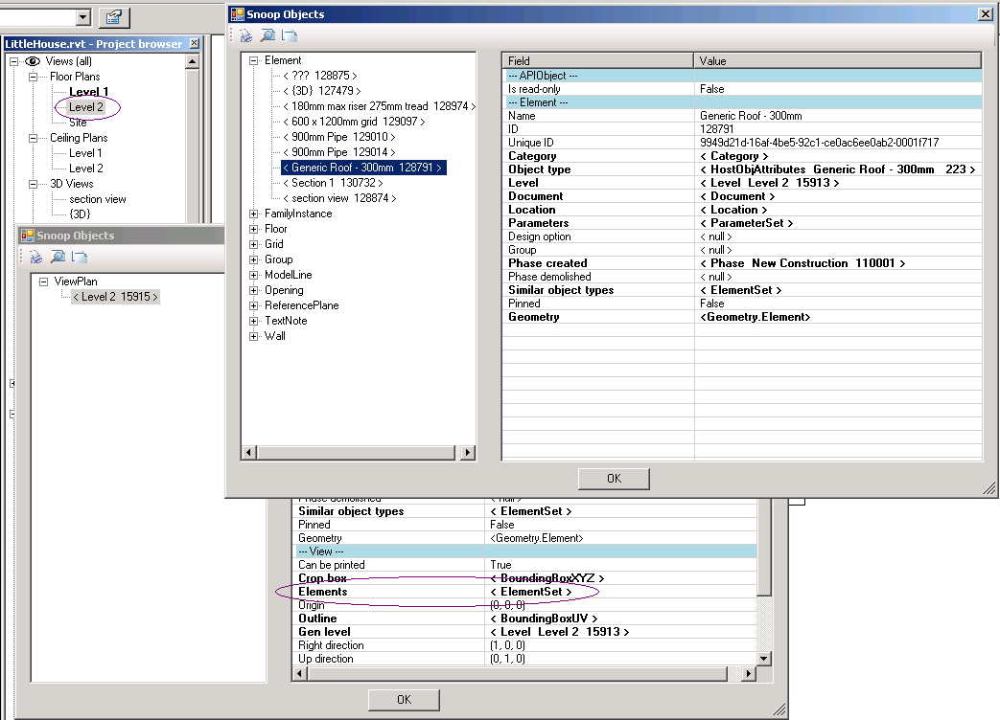 LittleHouse.rvt - Project browser
Views (all)
Floor Plans
Level 1
Level 2
Site
Ceiling Plans
Level 1
Level 2
3D Views
section view
{3D}
Snoop Objects
Element
< ??? 128875 >
< {3D} 127479 >
< 180mm max riser 275mm tread 128974 >
< 600 x 1200mm grid 129097 >
< 900mm Pipe 129010 >
< 900mm Pipe 129014 >
< Generic Roof - 300mm 128791 >
< Section 1 130732 >
< section view 128874 >
FamilyInstance
Floor
Grid
Group
ModelLine
Opening
ReferencePlane
TextNote
Wall
Field Value
--- APIObject ---
Is read-only False
--- Element ---
Name Generic Roof - 300mm
ID 128791
Unique ID 9949d21d-16af-4be5-92c1-ce0ac6ee0ab2-0001f717
Category < Category >
Object type < HostObjAttributes Generic Roof - 300mm 223 >
Level < Level Level 2 15913 >
Document < Document >
Location < Location >
Parameters < ParameterSet >
Design option < null >
Group < null >
Phase created < Phase New Construction 110001 >
Phase demolished < null >
Similar object types < ElementSet >
Pinned False
Geometry <Geometry.Element>
OK
Snoop Objects
ViewPlan
< Level 2 15915 >
Phase demolished < null >
Similar object types < ElementSet >
Pinned False
Geometry <Geometry.Element>
--- View ---
Can be printed True
Crop box < BoundingBoxXYZ >
Elements < ElementSet >
Origin (0, 0, 0)
Outline < BoundingBoxUV >
Gen level < Level Level 2 15913 >
Right direction (1, 0, 0)
Up direction (0, 1, 0)
OK